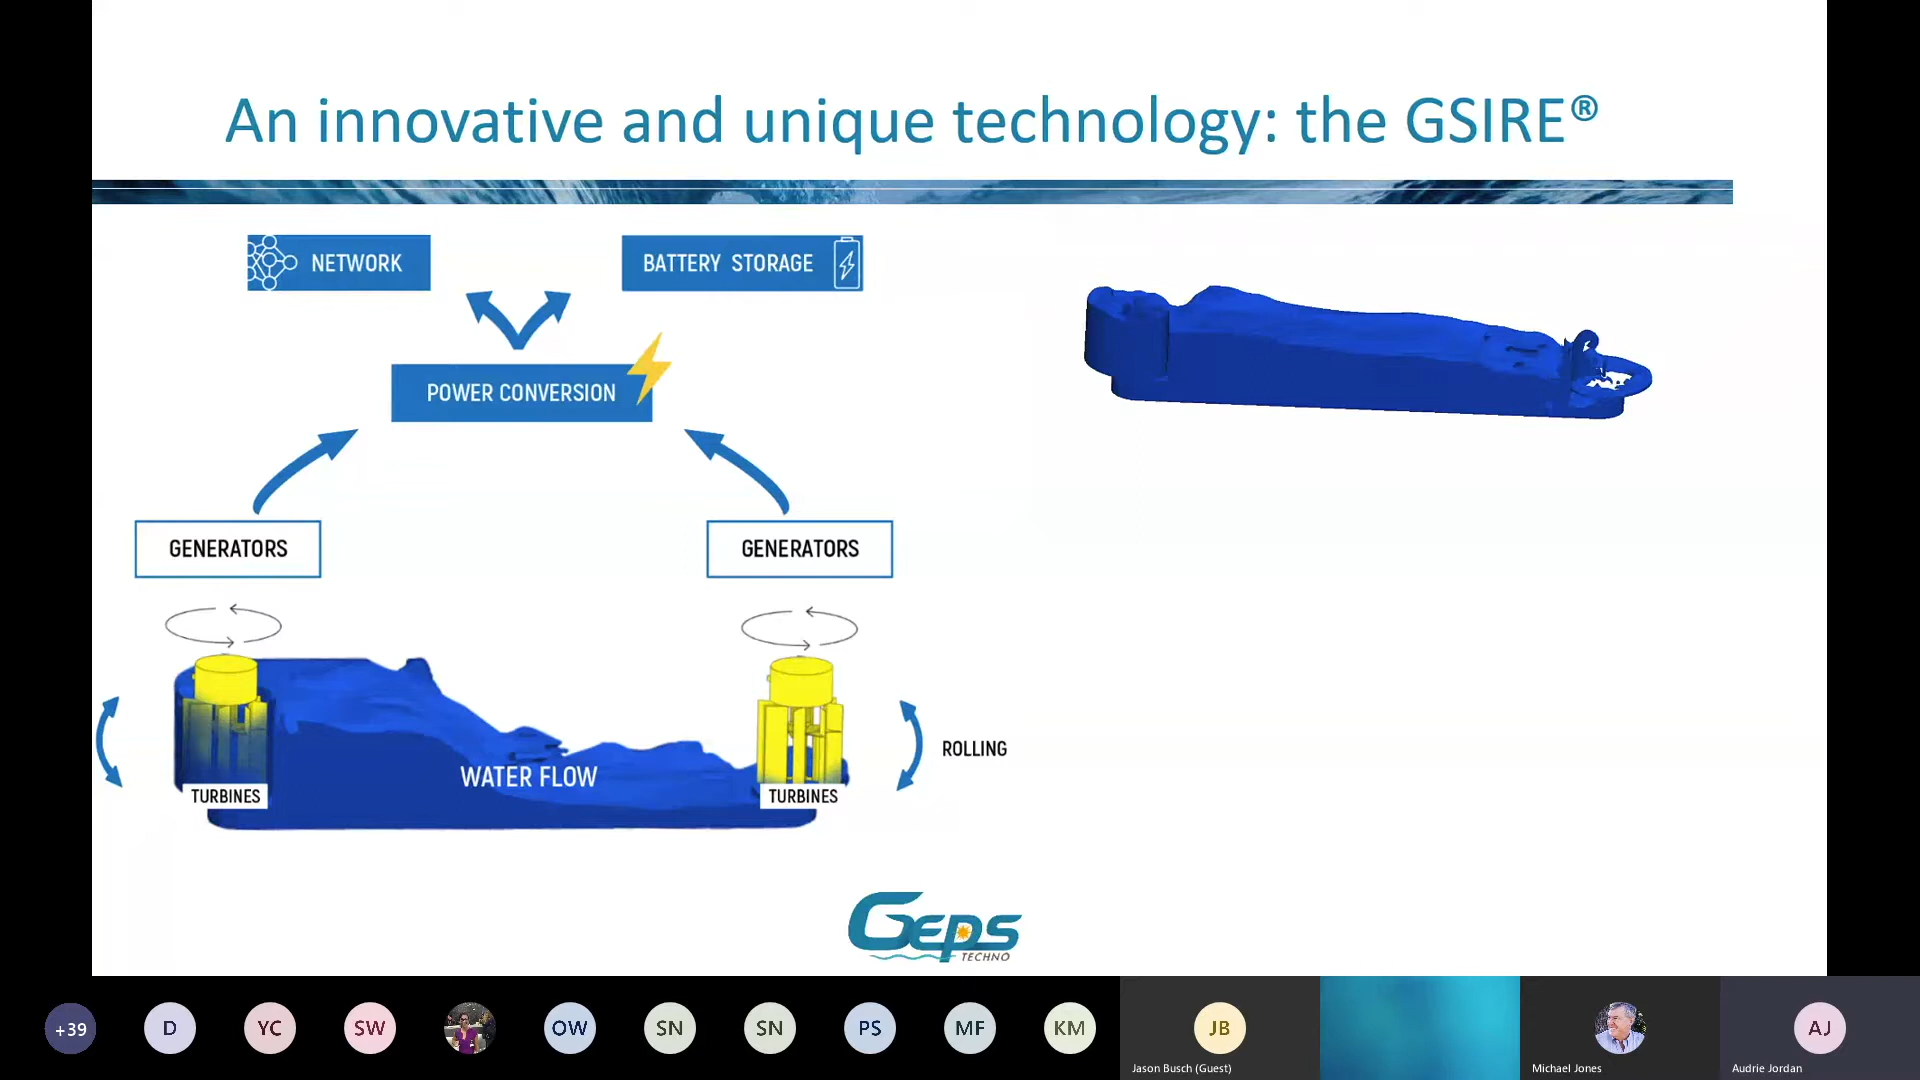 An innovative and unique technology: the GSIRE®
NETWORK
BATTERY STORAGE
POWER CONVERSION
GENERATORS
GENERATORS
WATER FLOW
ROLLING
TURBINES
TURBINES
GEPS
TECHNO
+39
D
YC
SW
OW
SN
SN
PS
MF
KM
JB
AJ
Jason Busch (Guest)
Michael Jones
Audrie Jordan